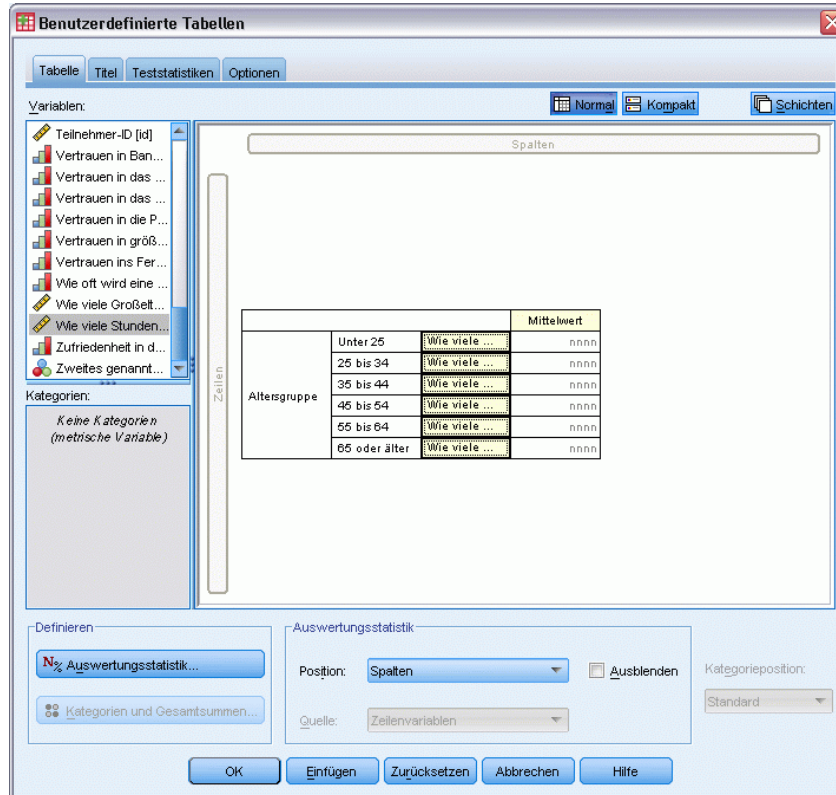 Benutzerdefinierte Tabellen
Tabelle Titel Teststatistiken Optionen
Variablen:
Normal Kompakt Schichten
Teilnehmer-ID [id]
Vertrauen in Ban...
Vertrauen in das ...
Vertrauen in das ...
Vertrauen in die P...
Vertrauen in größ...
Vertrauen ins Fer...
Wie oft wird eine ...
Wie viele Großelt...
Wie viele Stunden...
Zufriedenheit in d...
Zweites genannt...
Kategorien:
Keine Kategorien
(metrische Variable)
Spalten
Zeilen
Mittelwert
Altersgruppe
Unter 25 Wie viele ... nnnn
25 bis 34 Wie viele ... nnnn
35 bis 44 Wie viele ... nnnn
45 bis 54 Wie viele ... nnnn
55 bis 64 Wie viele ... nnnn
65 oder älter Wie viele ... nnnn
Definieren
N% Auswertungsstatistik...
Kategorien und Gesamtsummen...
Auswertungsstatistik
Position: Spalten Ausblenden
Quelle: Zeilenvariablen
Kategorieposition:
Standard
OK Einfügen Zurücksetzen Abbrechen Hilfe